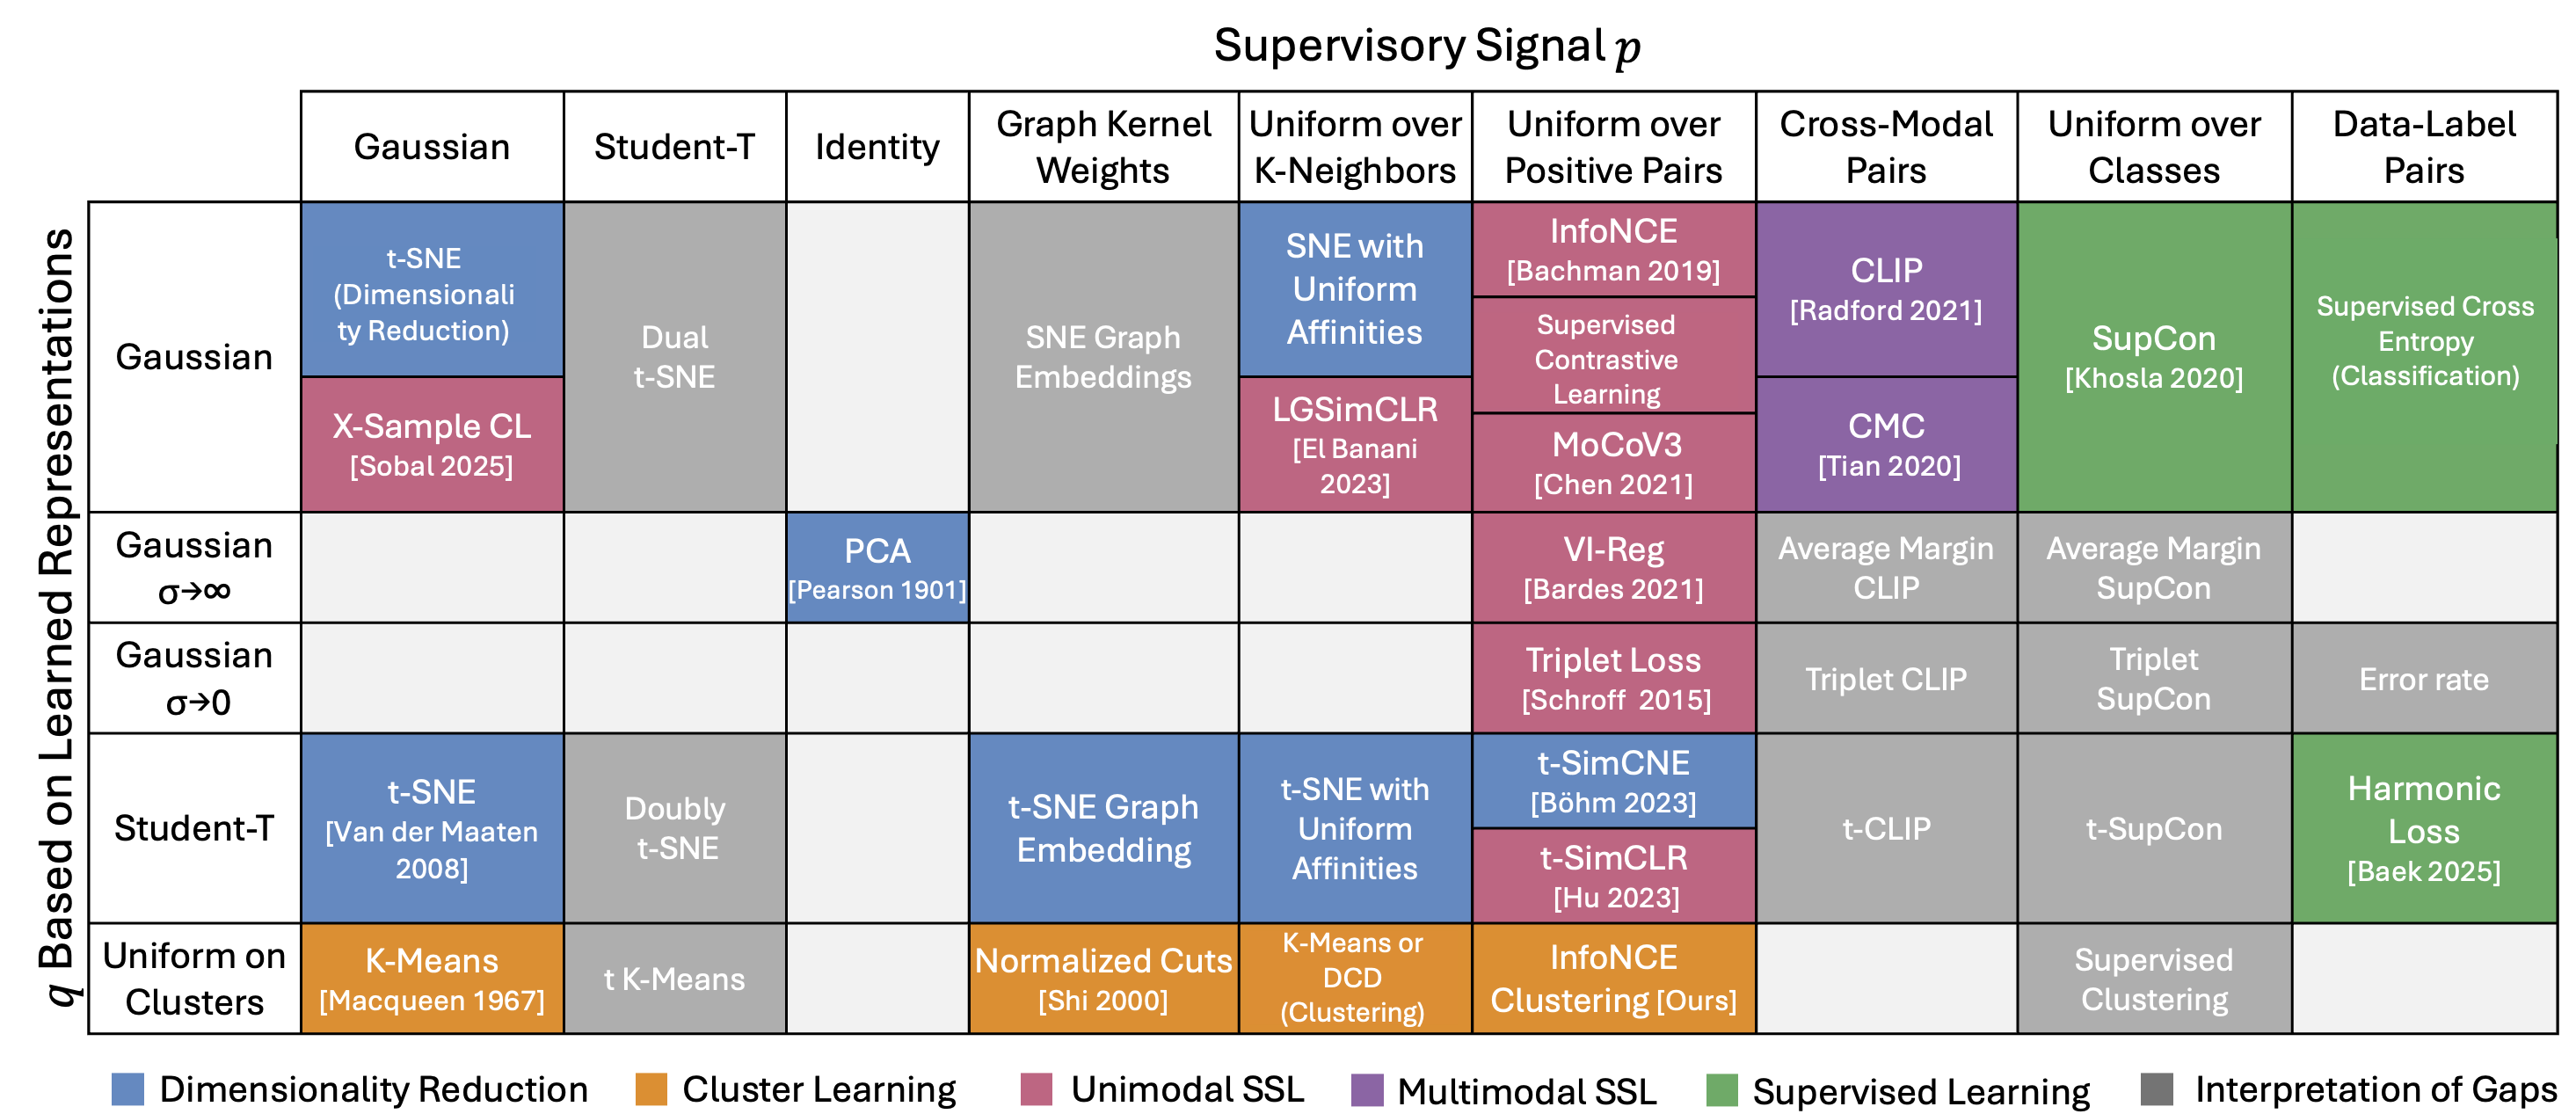 Supervisory Signal p
Gaussian
Student-T
Identity
Graph Kernel
Weights
Uniform over
K-Neighbors
Uniform over
Positive Pairs
Cross-Modal
Pairs
Uniform over
Classes
Data-Label
Pairs
q Based on Learned Representations
Gaussian
t-SNE
(Dimensionali
ty Reduction)
X-Sample CL
[Sobal 2025]
Dual
t-SNE
SNE Graph
Embeddings
SNE with
Uniform
Affinities
LGSimCLR
[El Banani
2023]
InfoNCE
[Bachman 2019]
Supervised
Contrastive
Learning
MoCoV3
[Chen 2021]
CLIP
[Radford 2021]
CMC
[Tian 2020]
SupCon
[Khosla 2020]
Supervised Cross
Entropy
(Classification)
Gaussian
σ→∞
PCA
[Pearson 1901]
VI-Reg
[Bardes 2021]
Average Margin
CLIP
Average Margin
SupCon
Gaussian
σ→0
Triplet Loss
[Schroff 2015]
Triplet CLIP
Triplet
SupCon
Error rate
Student-T
t-SNE
[Van der Maaten
2008]
Doubly
t-SNE
t-SNE Graph
Embedding
t-SNE with
Uniform
Affinities
t-SimCNE
[Böhm 2023]
t-SimCLR
[Hu 2023]
t-CLIP
t-SupCon
Harmonic
Loss
[Baek 2025]
Uniform on
Clusters
K-Means
[Macqueen 1967]
t K-Means
Normalized Cuts
[Shi 2000]
K-Means or
DCD
(Clustering)
InfoNCE
Clustering [Ours]
Supervised
Clustering
Dimensionality Reduction
Cluster Learning
Unimodal SSL
Multimodal SSL
Supervised Learning
Interpretation of Gaps